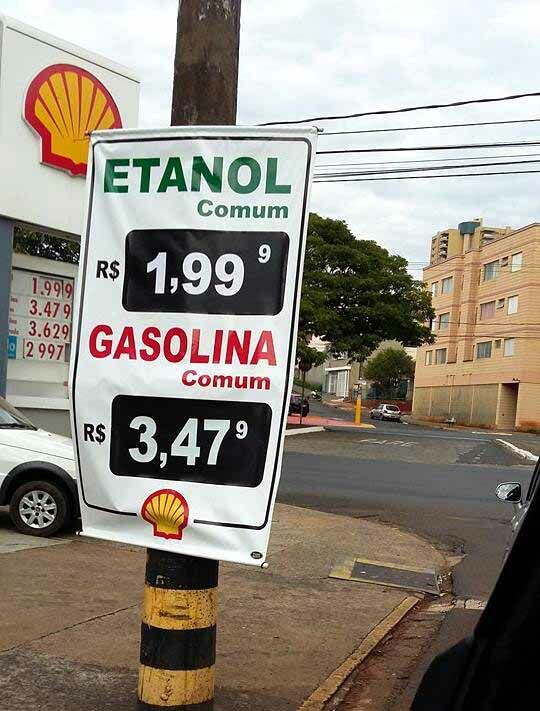 ETANOL
Comum
R$ 1,99 9
GASOLINA
Comum
R$ 3,47 9
1.999
3.479
3.629
2 997